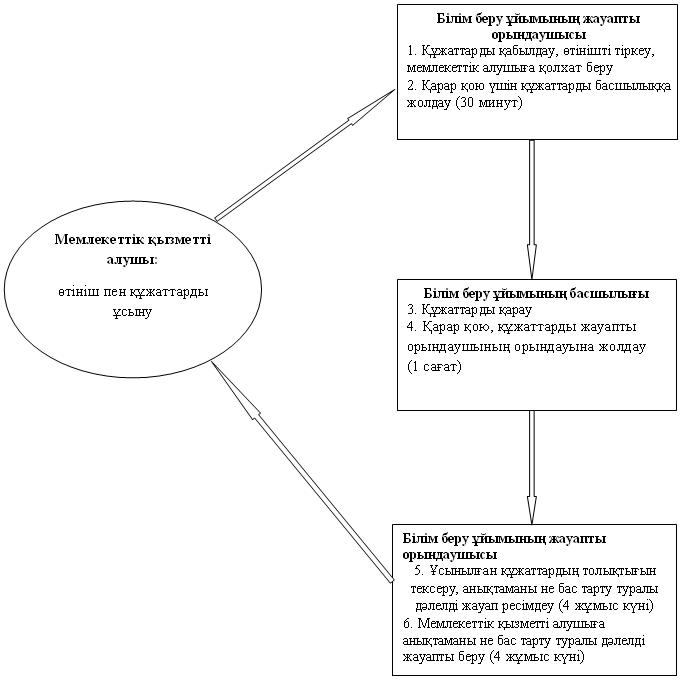 Мемлекеттік қызметті
алушы:
өтініш пен құжаттарды
ұсыну
Білім беру ұйымының жауапты
орындаушысы
1. Құжаттарды қабылдау, өтінішті тіркеу,
мемлекеттік алушыға қолхат беру
2. Қарар қою үшін құжаттарды басшылыққа
жолдау (30 минут)
Білім беру ұйымының басшылығы
3. Құжаттарды қарау
4. Қарар қою, құжаттарды жауапты
орындаушының орындауына жолдау
(1 сағат)
Білім беру ұйымының жауапты
орындаушысы
5. Ұсынылған құжаттардың толықтығын
тексеру, анықтаманы не бас тарту туралы
дәлелді жауап ресімдеу (4 жұмыс күні)
6. Мемлекеттік қызметті алушыға
анықтаманы не бас тарту туралы дәлелді
жауапты беру (4 жұмыс күні)